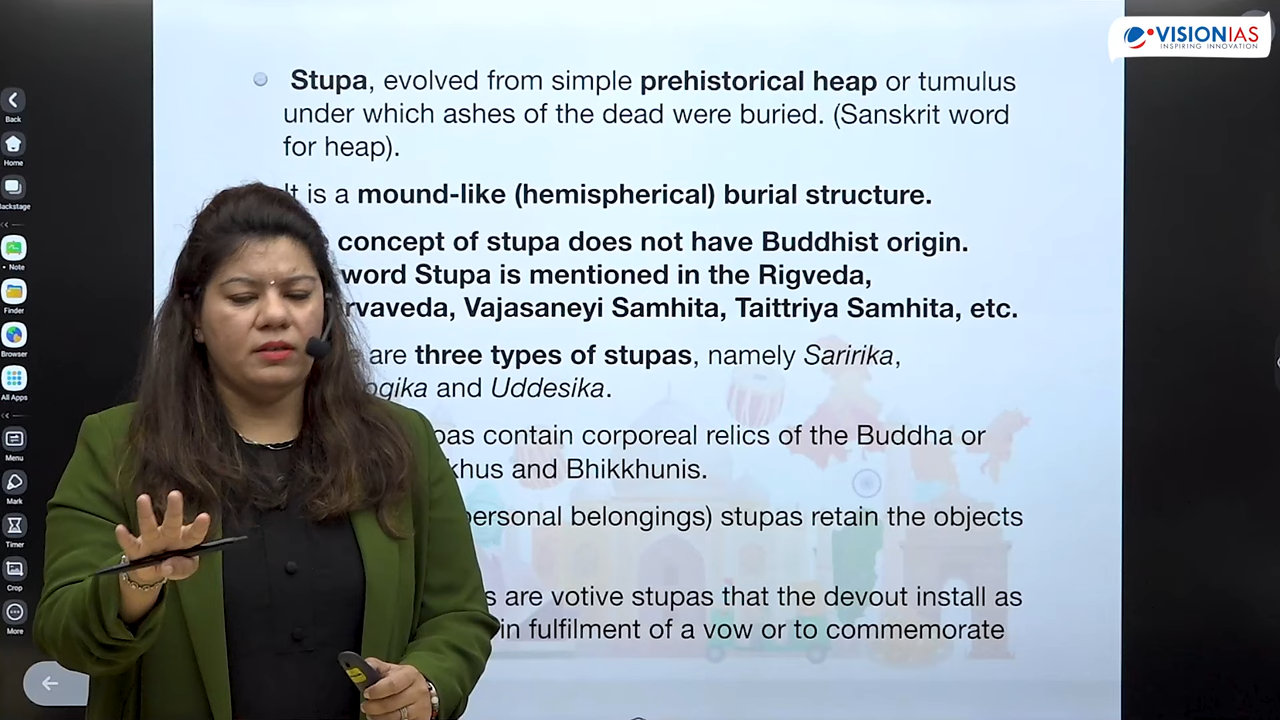 VISIONIAS
INSPIRING INNOVATION
Stupa, evolved from simple prehistorical heap or tumulus
under which ashes of the dead were buried. (Sanskrit word
for heap).
It is a mound-like (hemispherical) burial structure.
concept of stupa does not have Buddhist origin.
word Stupa is mentioned in the Rigveda,
rvaveda, Vajasaneyi Samhita, Taittriya Samhita, etc.
are three types of stupas, namely Saririka,
ogika and Uddesika.
pas contain corporeal relics of the Buddha or
khus and Bhikkhunis.
personal belongings) stupas retain the objects
s are votive stupas that the devout install as
in fulfilment of a vow or to commemorate
Back
Home
Backstage
Note
Finder
Browser
All Apps
Menu
Mark
Timer
Crop
More